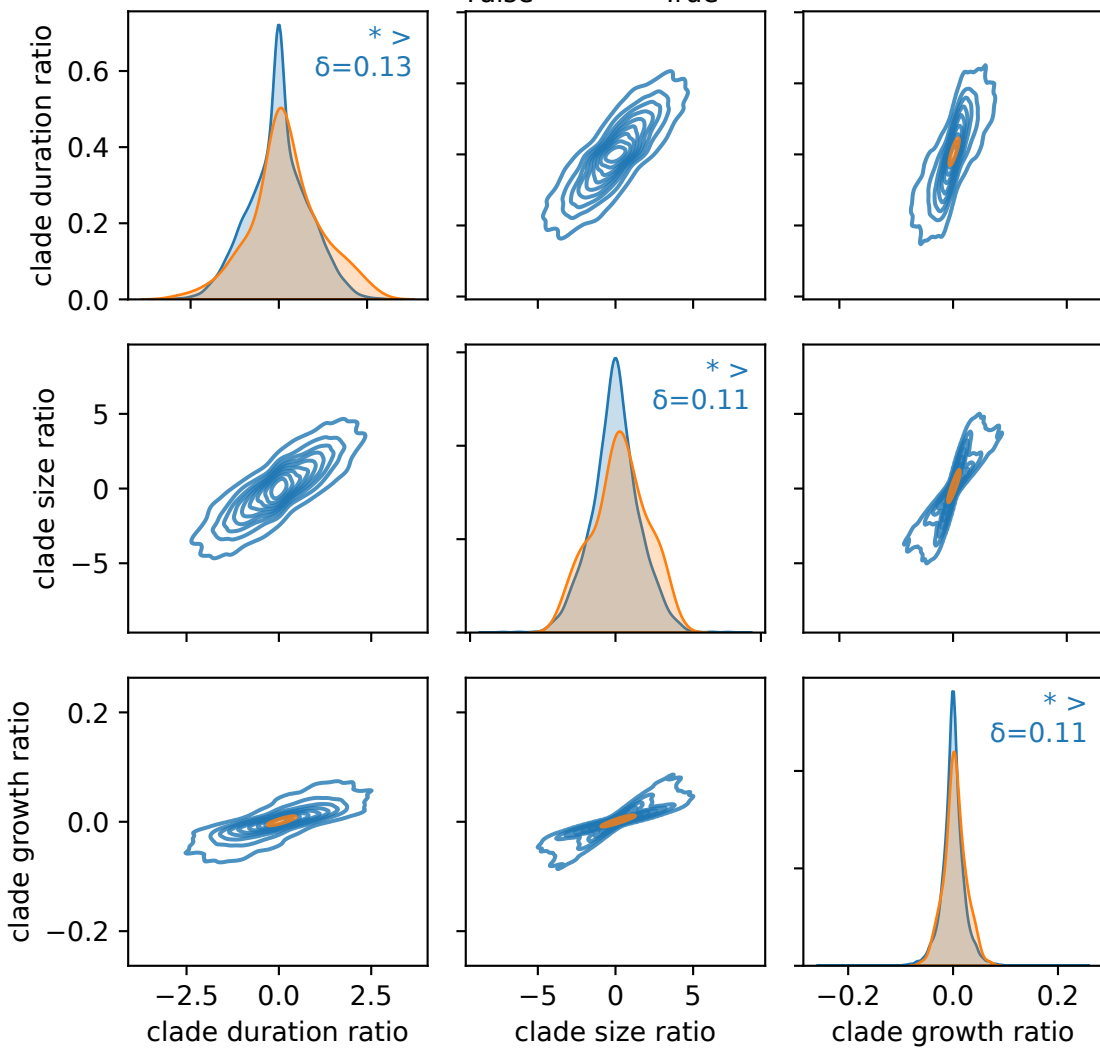 * >
δ=0.13
clade duration ratio
0.6
0.4
0.2
0.0
* >
δ=0.11
clade size ratio
5
0
−5
* >
δ=0.11
clade growth ratio
0.2
0.0
−0.2
−2.5 0.0 2.5 −5 0 5 −0.2 0.0 0.2
clade duration ratio clade size ratio clade growth ratio